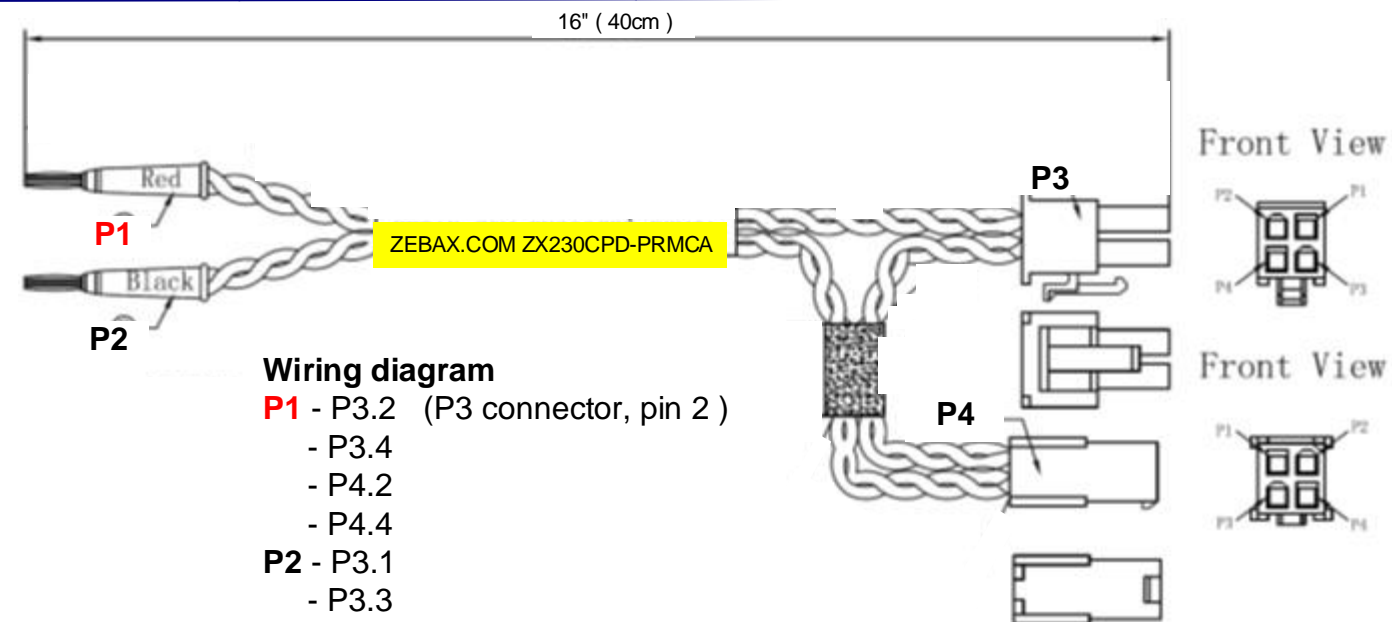 16" ( 40cm )
Front View
P3
P2 P1
Red
P1
ZEBAX.COM ZX230CPD-PRMCA
Black
P4 P3
P2
Front View
Wiring diagram
P1 - P3.2 (P3 connector, pin 2 )
P4
- P3.4
P1 P2
- P4.2
- P4.4
P3 P4
P2 - P3.1
- P3.3